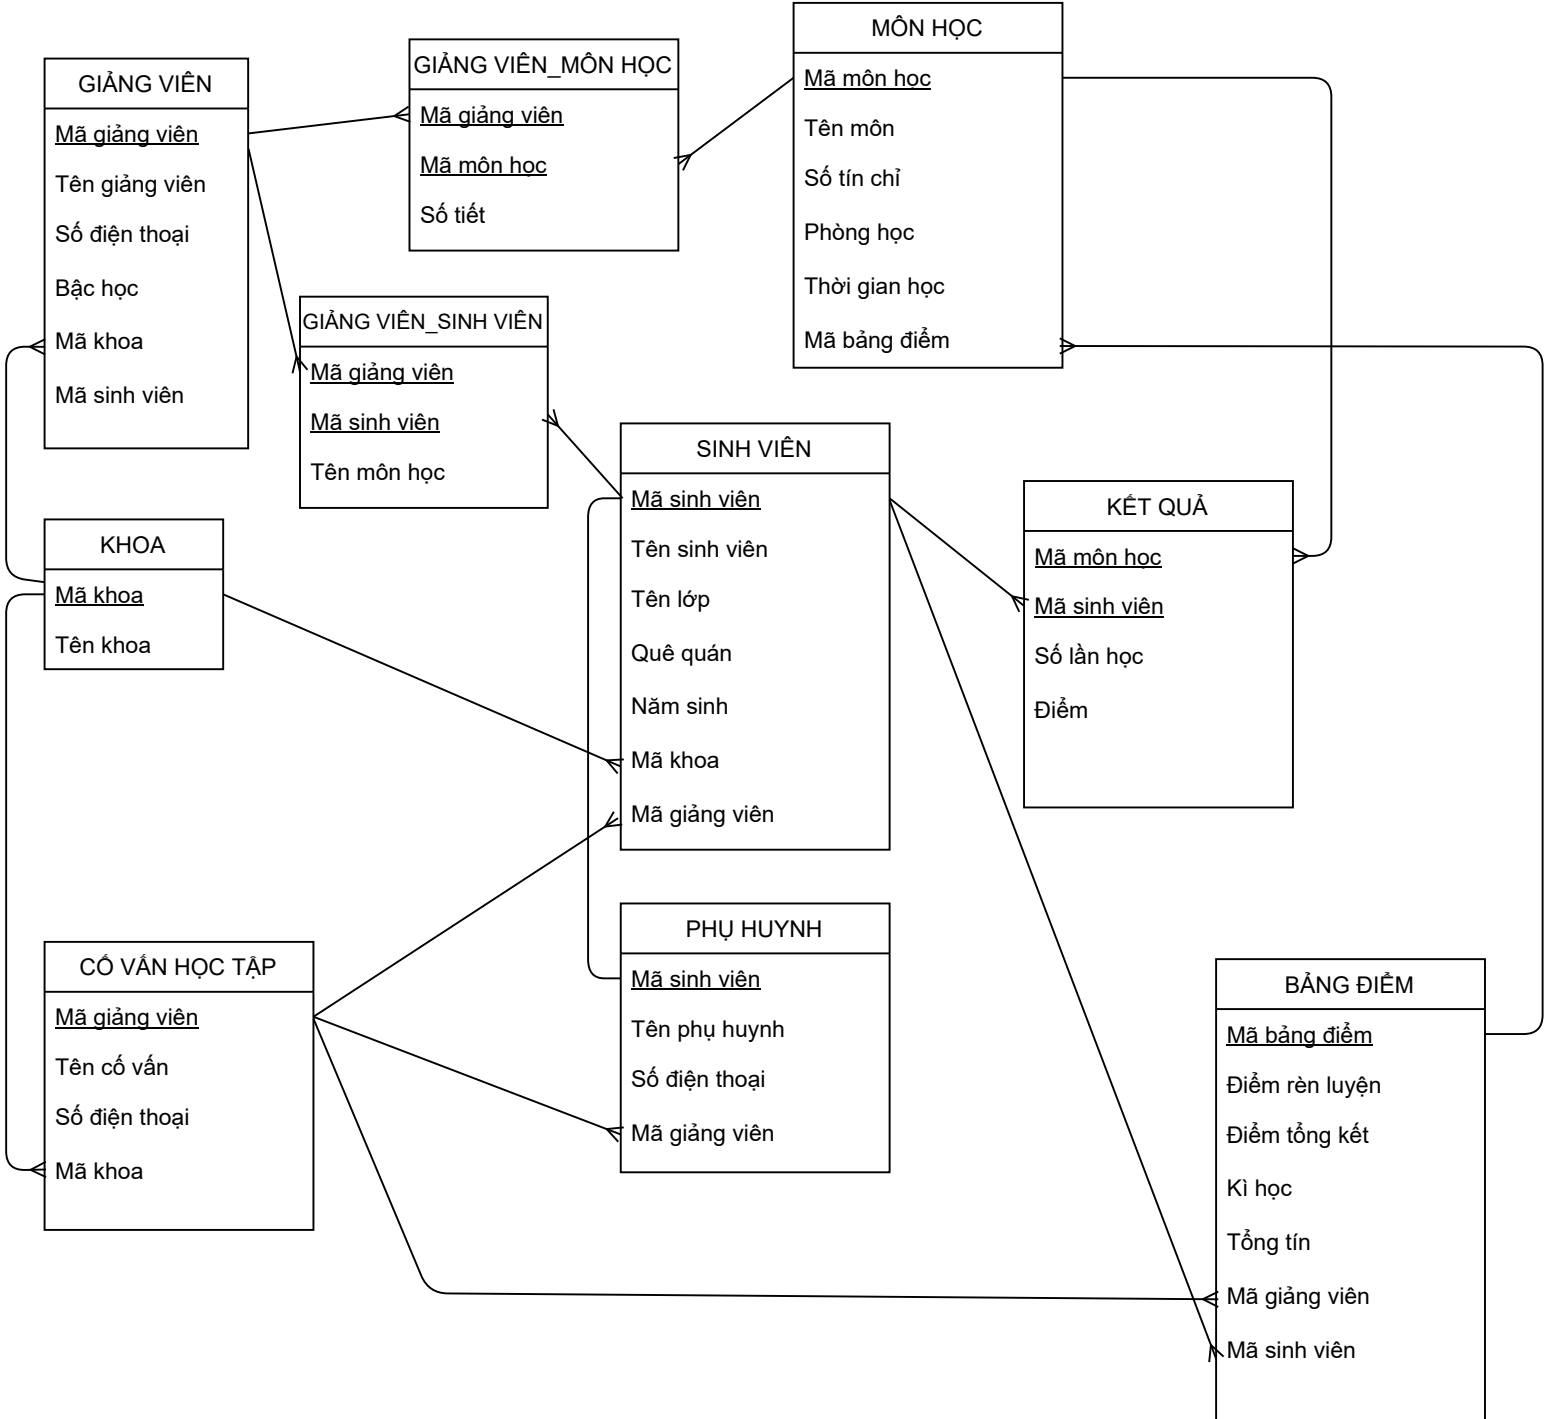 GIẢNG VIÊN
Mã giảng viên
Tên giảng viên
Số điện thoại
Bậc học
Mã khoa
Mã sinh viên
GIẢNG VIÊN_MÔN HỌC
Mã giảng viên
Mã môn học
Số tiết
MÔN HỌC
Mã môn học
Tên môn
Số tín chỉ
Phòng học
Thời gian học
Mã bảng điểm
GIẢNG VIÊN_SINH VIÊN
Mã giảng viên
Mã sinh viên
Tên môn học
SINH VIÊN
Mã sinh viên
Tên sinh viên
Tên lớp
Quê quán
Năm sinh
Mã khoa
Mã giảng viên
KẾT QUẢ
Mã môn học
Mã sinh viên
Số lần học
Điểm
KHOA
Mã khoa
Tên khoa
CỐ VẤN HỌC TẬP
Mã giảng viên
Tên cố vấn
Số điện thoại
Mã khoa
PHỤ HUYNH
Mã sinh viên
Tên phụ huynh
Số điện thoại
Mã giảng viên
BẢNG ĐIỂM
Mã bảng điểm
Điểm rèn luyện
Điểm tổng kết
Kì học
Tổng tín
Mã giảng viên
Mã sinh viên